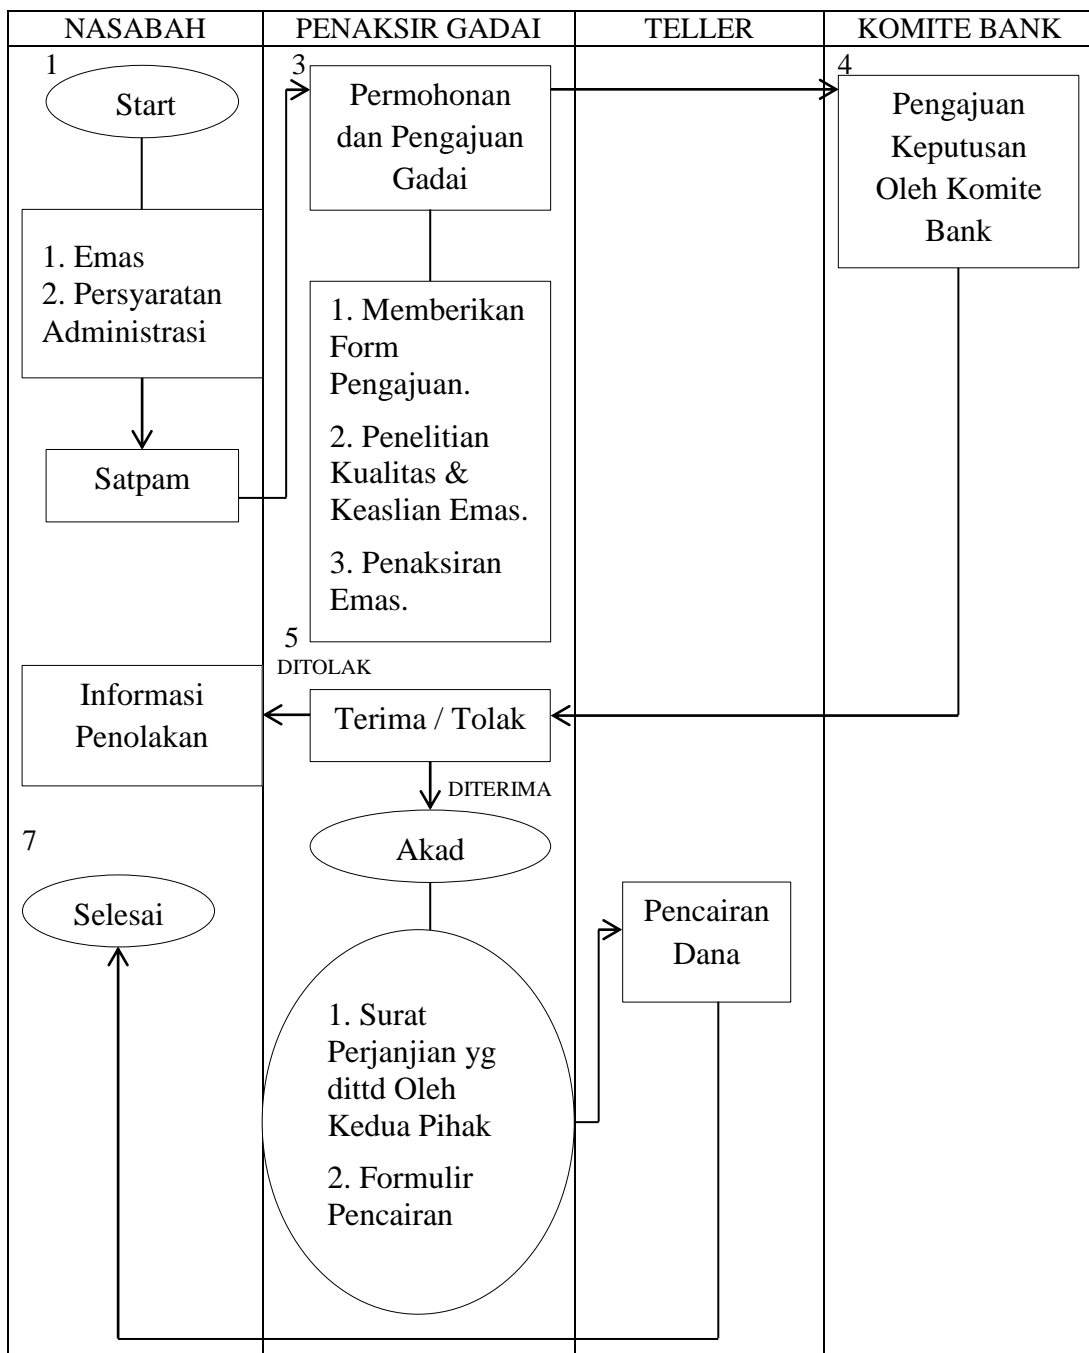 NASABAH
PENAKSIR GADAI
TELLER
KOMITE BANK
1
Start
1. Emas
2. Persyaratan
Administrasi
Satpam
3
Permohonan
dan Pengajuan
Gadai
1. Memberikan
Form
Pengajuan.
2. Penelitian
Kualitas &
Keaslian Emas.
3. Penaksiran
Emas.
4
Pengajuan
Keputusan
Oleh Komite
Bank
5
DITOLAK
Terima / Tolak
Informasi
Penolakan
DITERIMA
Akad
1. Surat
Perjanjian yg
dittd Oleh
Kedua Pihak
2. Formulir
Pencairan
Pencairan
Dana
7
Selesai